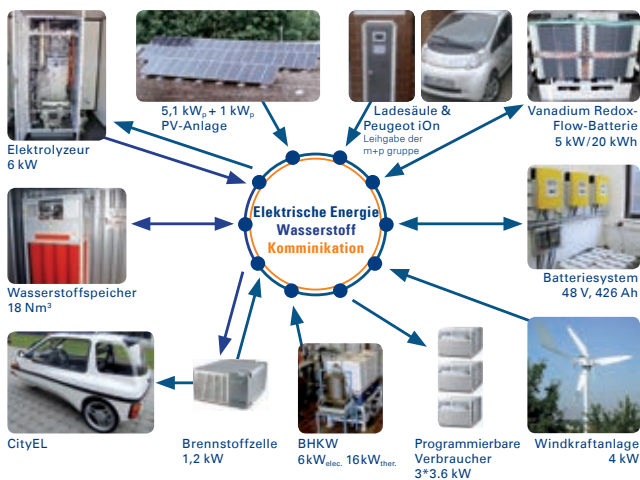 5,1 kWp + 1 kWp
PV-Anlage
Ladesäule &
Peugeot iOn
Leihgabe der
m+p gruppe
Vanadium Redox-
Flow-Batterie
5 kW/20 kWh
Elektrolyzeur
6 kW
Elektrische Energie
Wasserstoff
Komminikation
Wasserstoffspeicher
18 Nm³
Batteriesystem
48 V, 426 Ah
CityEL
Brennstoffzelle
1,2 kW
BHKW
6kWelec. 16kWther.
Programmierbare
Verbraucher
3*3.6 kW
Windkraftanlage
4 kW